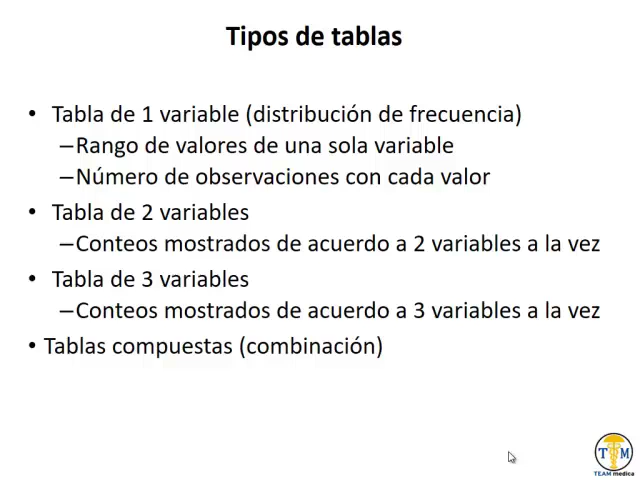 Tipos de tablas
• Tabla de 1 variable (distribución de frecuencia)
–Rango de valores de una sola variable
–Número de observaciones con cada valor
• Tabla de 2 variables
–Conteos mostrados de acuerdo a 2 variables a la vez
• Tabla de 3 variables
–Conteos mostrados de acuerdo a 3 variables a la vez
• Tablas compuestas (combinación)
T M
TEAM medica